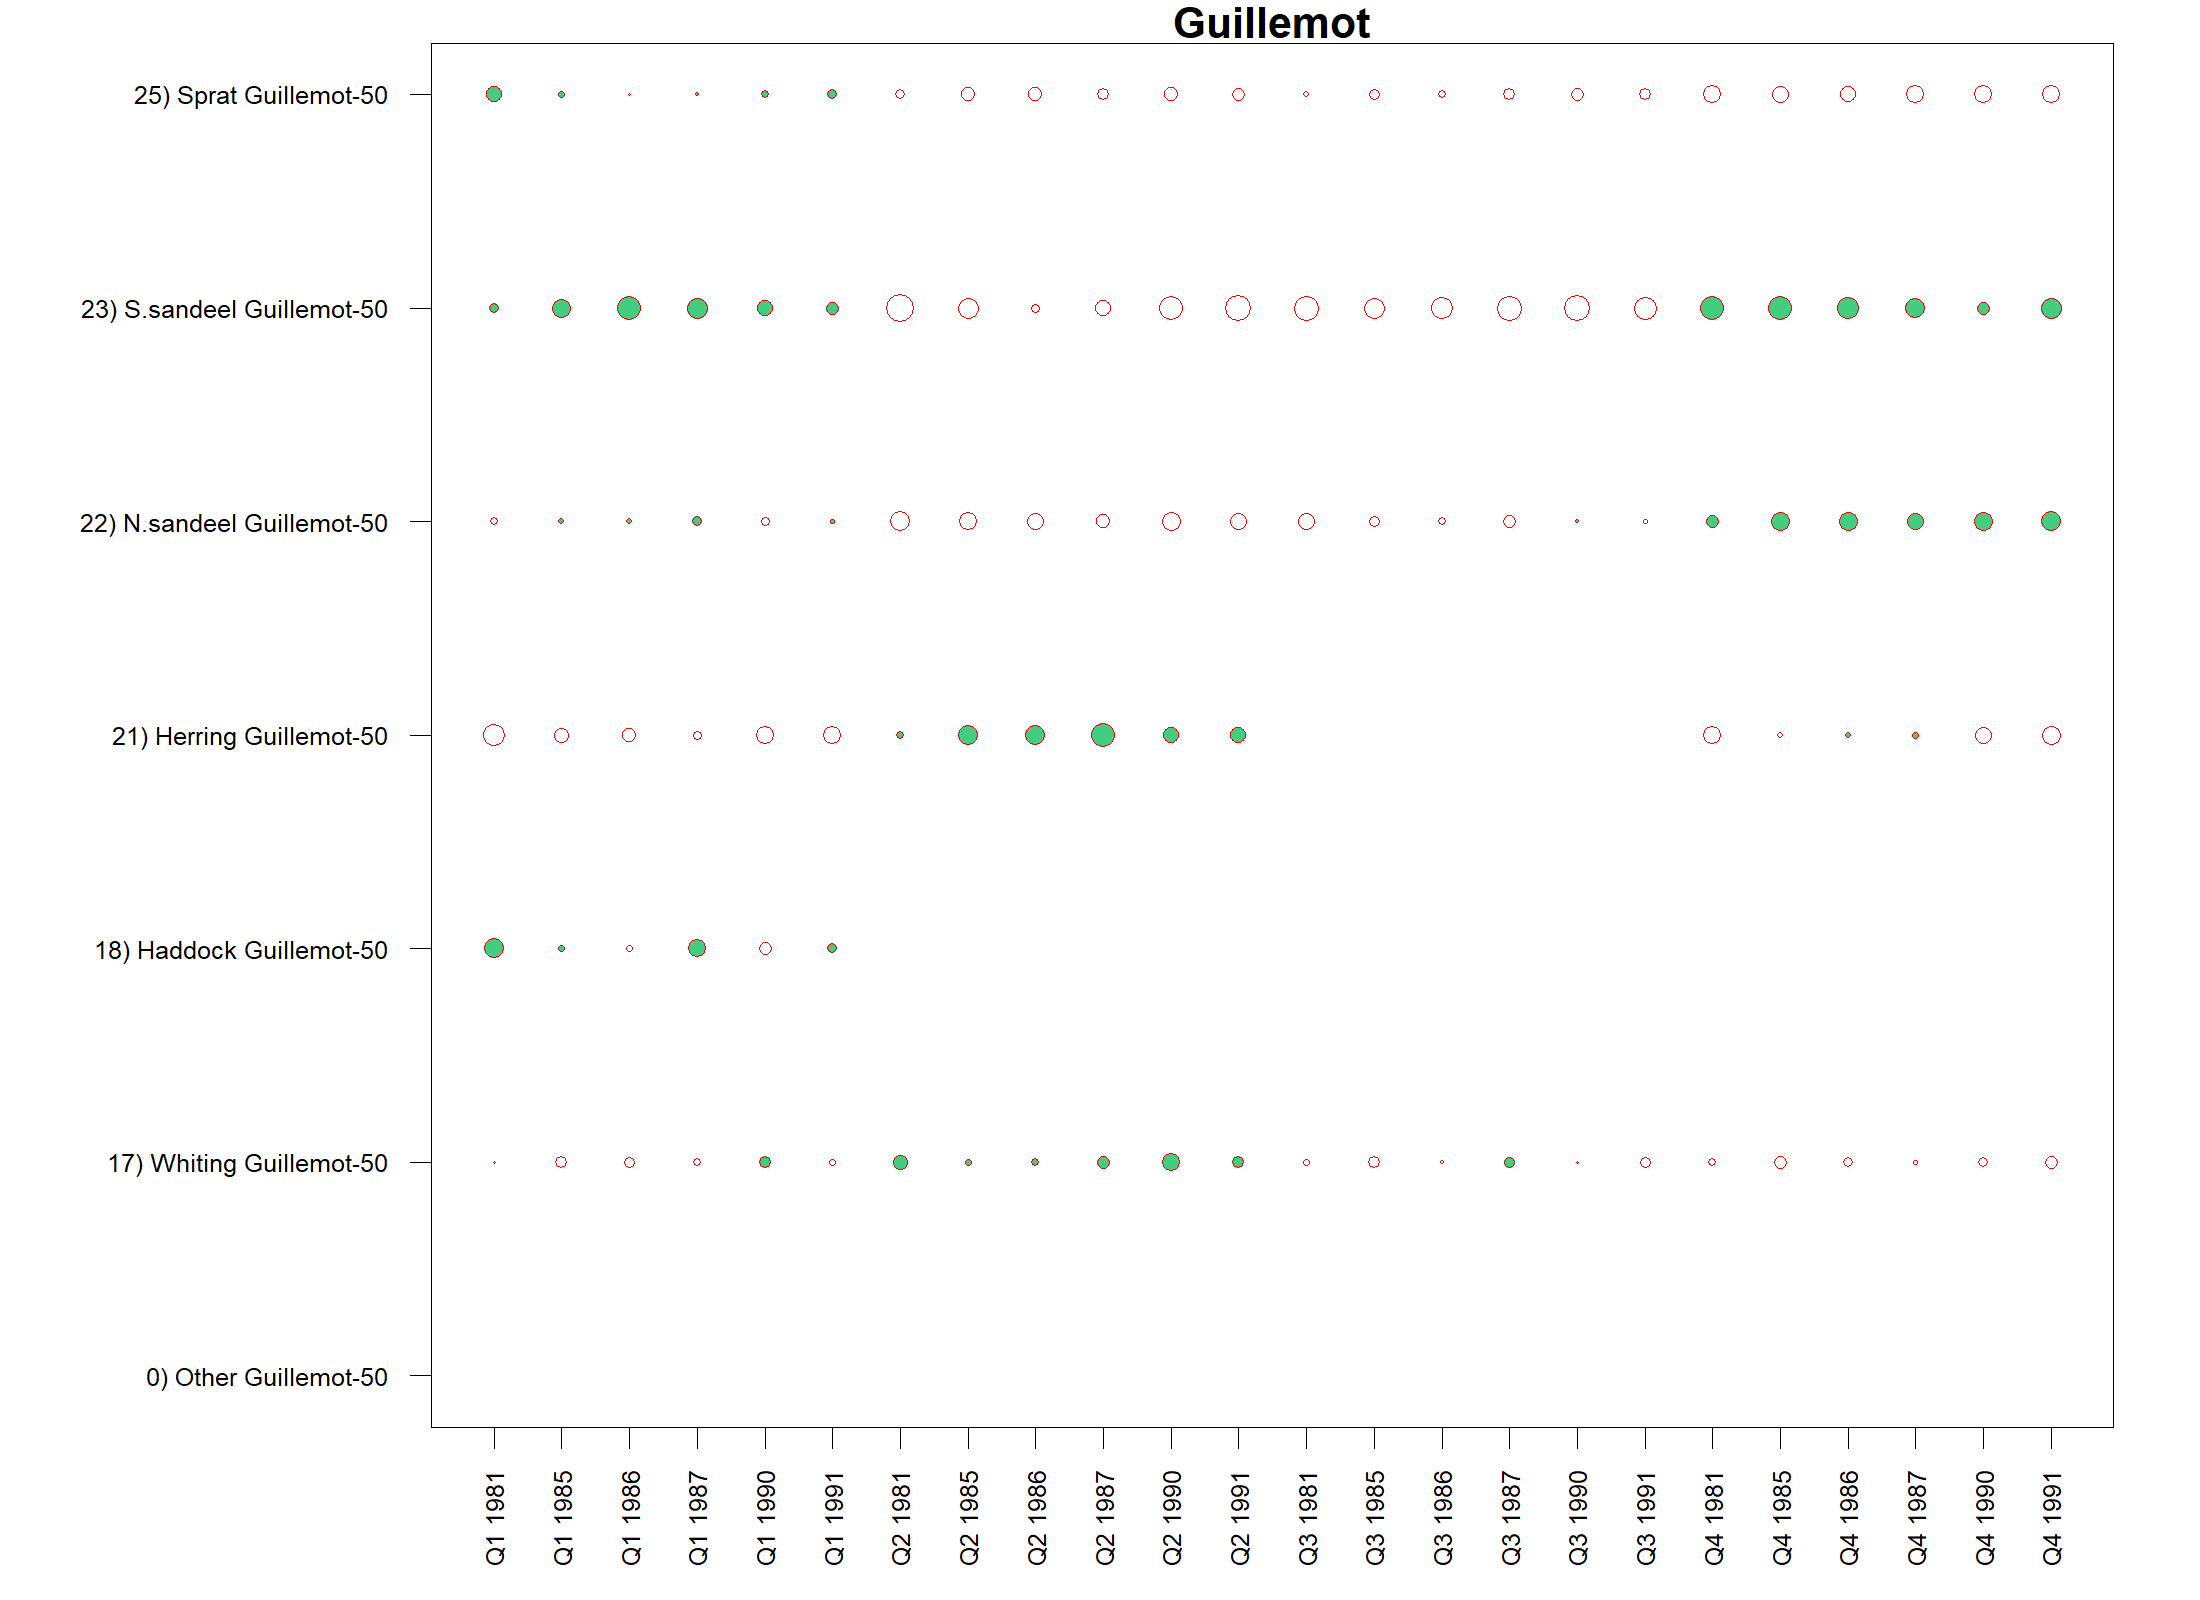 Guillemot
25) Sprat Guillemot-50
23) S.sandeel Guillemot-50
22) N.sandeel Guillemot-50
21) Herring Guillemot-50
18) Haddock Guillemot-50
17) Whiting Guillemot-50
0) Other Guillemot-50
Q1 1981
Q1 1985
Q1 1986
Q1 1987
Q1 1990
Q1 1991
Q2 1981
Q2 1985
Q2 1986
Q2 1987
Q2 1990
Q2 1991
Q3 1981
Q3 1985
Q3 1986
Q3 1987
Q3 1990
Q3 1991
Q4 1981
Q4 1985
Q4 1986
Q4 1987
Q4 1990
Q4 1991